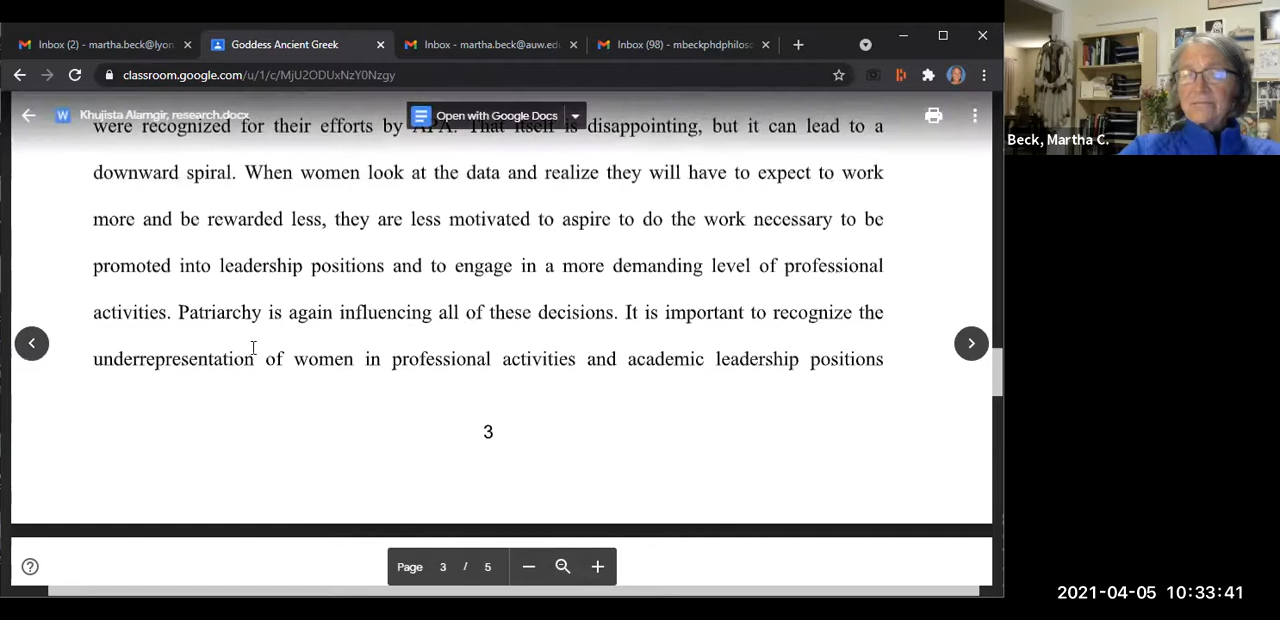 Inbox (2) - martha.beck@lyon
Goddess Ancient Greek
Inbox - martha.beck@auw.ed
Inbox (98) - mbeckphdphilos
classroom.google.com/u/1/c/MjU2ODUxNzY0Nzgy
Khujista Alamgir, research.docx
Open with Google Docs
Beck, Martha C.
were recognized for their efforts by APA. That itself is disappointing, but it can lead to a
downward spiral. When women look at the data and realize they will have to expect to work
more and be rewarded less, they are less motivated to aspire to do the work necessary to be
promoted into leadership positions and to engage in a more demanding level of professional
activities. Patriarchy is again influencing all of these decisions. It is important to recognize the
underrepresentation of women in professional activities and academic leadership positions
3
Page 3 / 5
2021-04-05 10:33:41